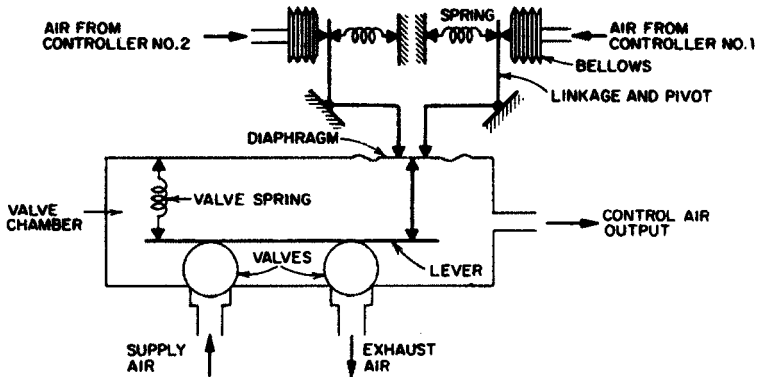 AIR FROM
CONTROLLER NO.2
SPRING
AIR FROM
CONTROLLER NO.1
BELLOWS
LINKAGE AND PIVOT
DIAPHRAGM
VALVE SPRING
VALVE
CHAMBER
CONTROL AIR
OUTPUT
VALVES
LEVER
SUPPLY
AIR
EXHAUST
AIR